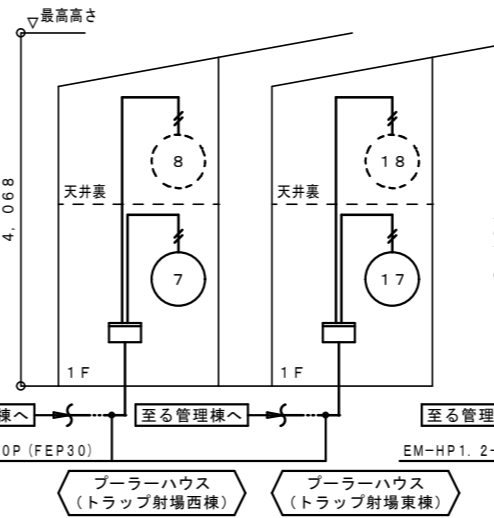 ▽最高高さ
4,068
8
18
天井裏
天井裏
7
17
1F
1F
棟へ
至る管理棟へ
至る管理
0P(FEP30)
EM-HP1.2-
プーラーハウス
(トラップ射場西棟)
プーラーハウス
(トラップ射場東棟)